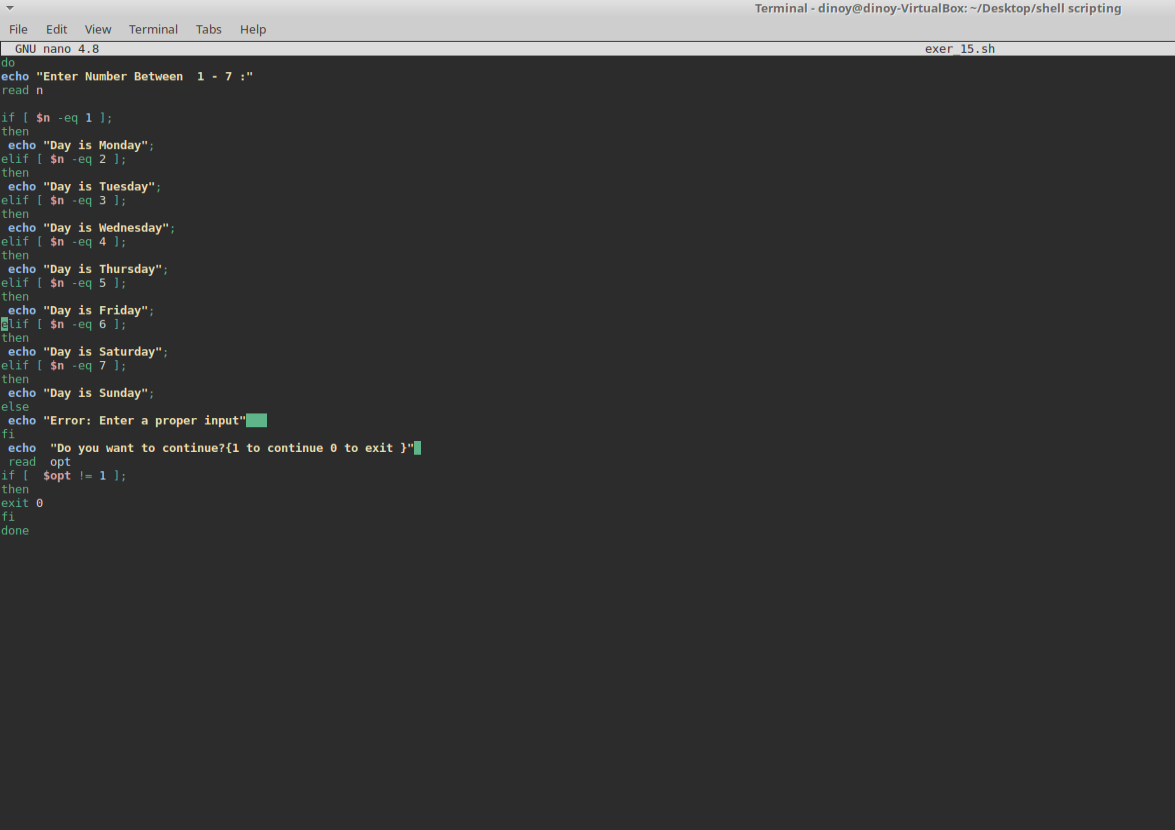 Terminal - dinoy@dinoy-VirtualBox: ~/Desktop/shell scripting
File Edit View Terminal Tabs Help
GNU nano 4.8 exer_15.sh
do
echo "Enter Number Between  1 - 7 :"
read n

if [ $n -eq 1 ];
then
 echo "Day is Monday";
elif [ $n -eq 2 ];
then
 echo "Day is Tuesday";
elif [ $n -eq 3 ];
then
 echo "Day is Wednesday";
elif [ $n -eq 4 ];
then
 echo "Day is Thursday";
elif [ $n -eq 5 ];
then
 echo "Day is Friday";
elif [ $n -eq 6 ];
then
 echo "Day is Saturday";
elif [ $n -eq 7 ];
then
 echo "Day is Sunday";
else
 echo "Error: Enter a proper input"
fi
 echo  "Do you want to continue?{1 to continue 0 to exit }"
 read  opt
if [  $opt != 1 ];
then
exit 0
fi
done